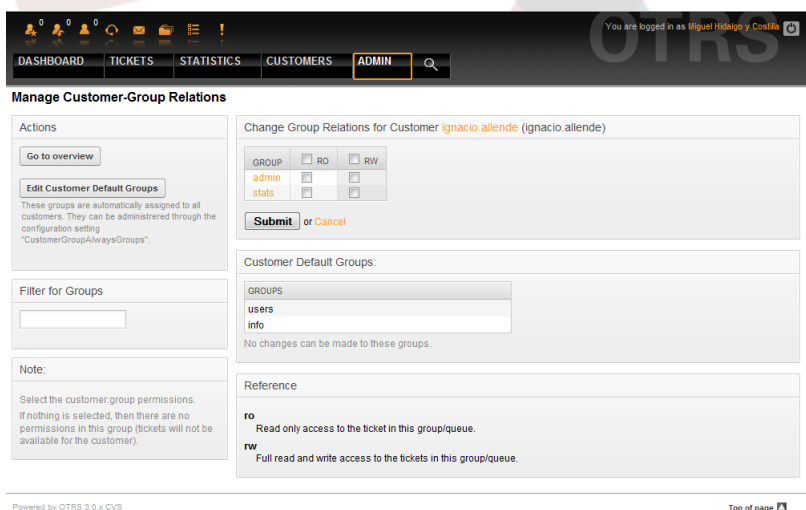 0 0 0
You are logged in as Miguel Hidalgo y Costilla
OTRS
DASHBOARD TICKETS STATISTICS CUSTOMERS ADMIN
Manage Customer-Group Relations
Actions
Go to overview
Edit Customer Default Groups
These groups are automatically assigned to all
customers. They can be administrered through the
configuration setting
"CustomerGroupAlwaysGroups".
Filter for Groups
Note:
Select the customer:group permissions.
If nothing is selected, then there are no
permissions in this group (tickets will not be
available for the customer).
Change Group Relations for Customer ignacio.allende (ignacio.allende)
GROUP RO RW
admin
stats
Submit or Cancel
Customer Default Groups:
GROUPS
users
info
No changes can be made to these groups.
Reference
ro
Read only access to the ticket in this group/queue.
rw
Full read and write access to the tickets in this group/queue.
Powered by OTRS 3.0.x CVS
Top of page